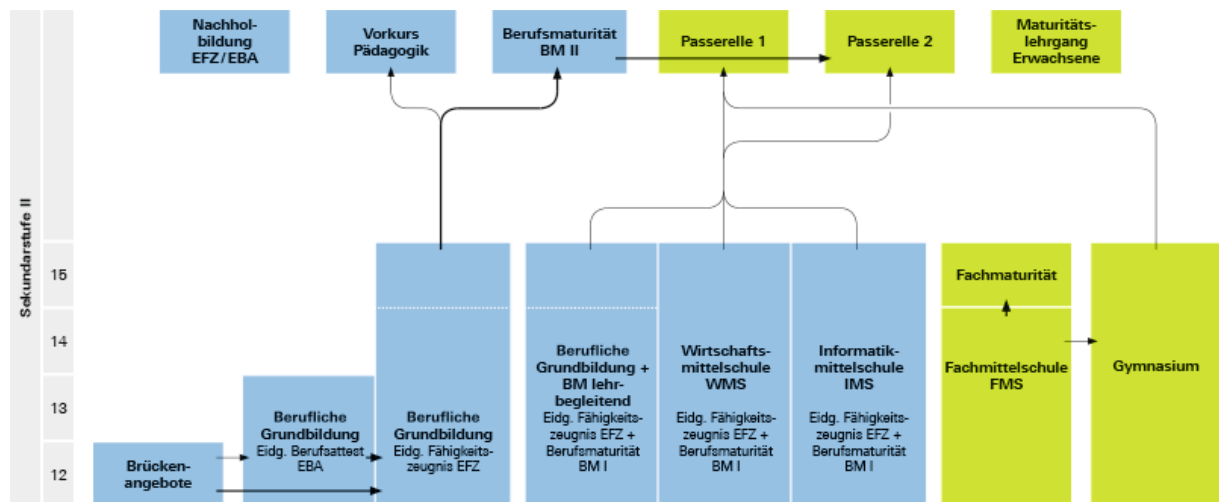 Nachhol-
bildung
EFZ/EBA
Vorkurs
Pädagogik
Berufsmaturität
BM II
Passerelle 1
Passerelle 2
Maturitäts-
lehrgang
Erwachsene
Sekundarstufe II
15
14
13
12
Brücken-
angebote
Berufliche
Grundbildung
Eidg. Berufsattest
EBA
Berufliche
Grundbildung
Eidg. Fähigkeits-
zeugnis EFZ
Berufliche
Grundbildung +
BM lehr-
begleitend
Eidg. Fähigkeits-
zeugnis EFZ +
Berufsmaturität
BM I
Wirtschafts-
mittelschule
WMS
Eidg. Fähigkeits-
zeugnis EFZ +
Berufsmaturität
BM I
Informatik-
mittelschule
IMS
Eidg. Fähigkeits-
zeugnis EFZ +
Berufsmaturität
BM I
Fachmaturität
Fachmittelschule
FMS
Gymnasium